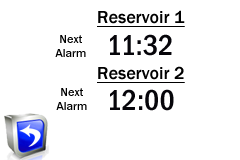 Reservoir 1
Next Alarm 11:32
Reservoir 2
Next Alarm 12:00